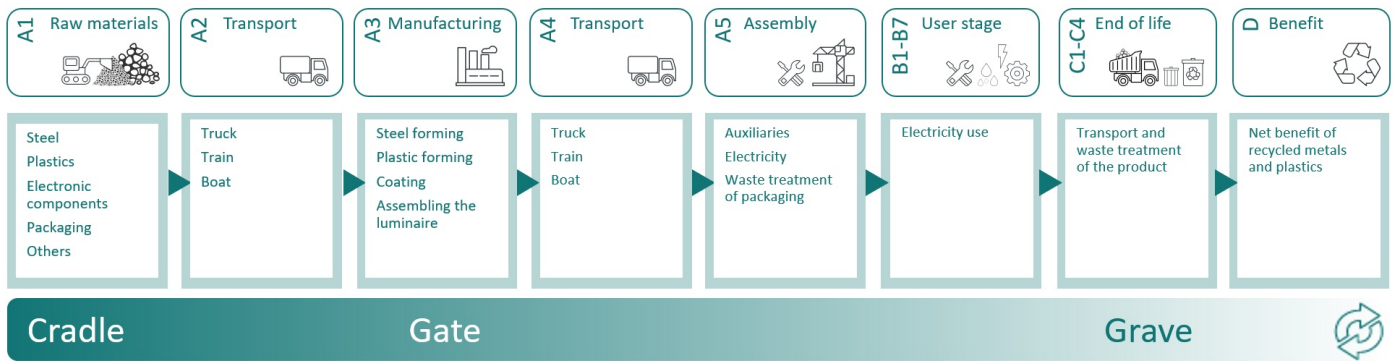 A1 Raw materials
A2 Transport
A3 Manufacturing
A4 Transport
A5 Assembly
B1-B7 User stage
C1-C4 End of life
D Benefit
Steel
Plastics
Electronic
components
Packaging
Others
Truck
Train
Boat
Steel forming
Plastic forming
Coating
Assembling the
luminaire
Truck
Train
Boat
Auxiliaries
Electricity
Waste treatment
of packaging
Electricity use
Transport and
waste treatment
of the product
Net benefit of
recycled metals
and plastics
Cradle
Gate
Grave